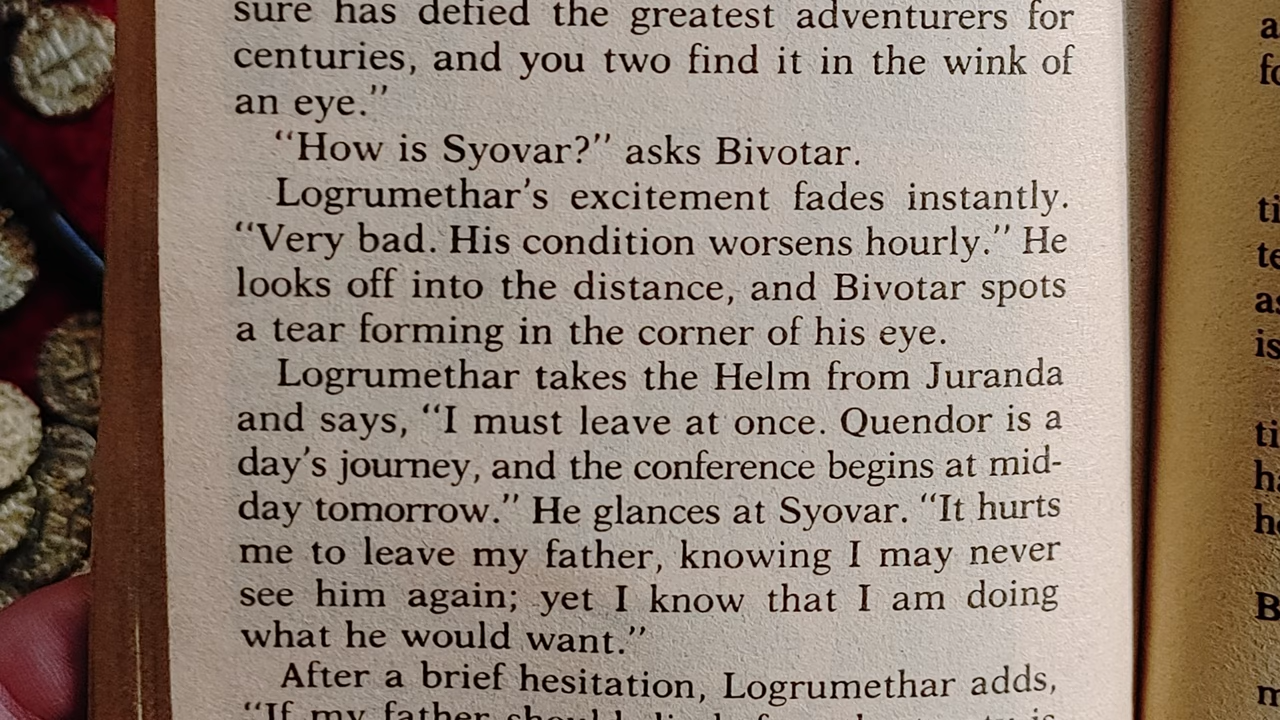 sure has defied the greatest adventurers for
centuries, and you two find it in the wink of
an eye.”
“How is Syovar?” asks Bivotar.
Logrumethar’s excitement fades instantly.
“Very bad. His condition worsens hourly.” He
looks off into the distance, and Bivotar spots
a tear forming in the corner of his eye.
Logrumethar takes the Helm from Juranda
and says, “I must leave at once. Quendor is a
day’s journey, and the conference begins at mid-
day tomorrow.” He glances at Syovar. “It hurts
me to leave my father, knowing I may never
see him again; yet I know that I am doing
what he would want.”
After a brief hesitation, Logrumethar adds,
“If my father should